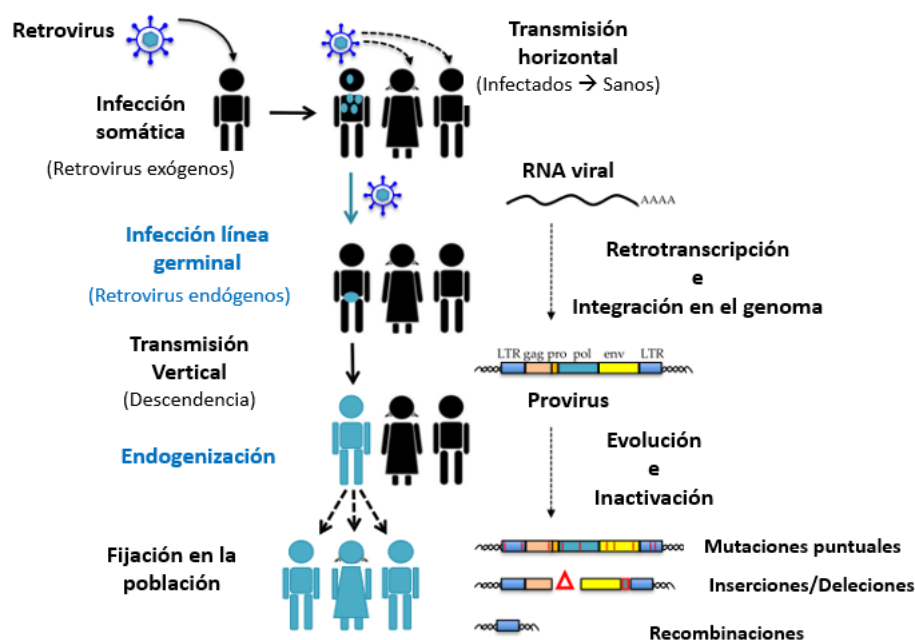 Retrovirus
Infección
somática
(Retrovirus exógenos)
Transmisión
horizontal
(Infectados → Sanos)
Infección línea
germinal
(Retrovirus endógenos)
Transmisión
Vertical
(Descendencia)
Endogenización
Fijación en la
población
RNA viral
AAAA
Retrotranscripción
e
Integración en el genoma
LTR gag pro pol env LTR
Provirus
Evolución
e
Inactivación
Mutaciones puntuales
Δ
Inserciones/Deleciones
Recombinaciones